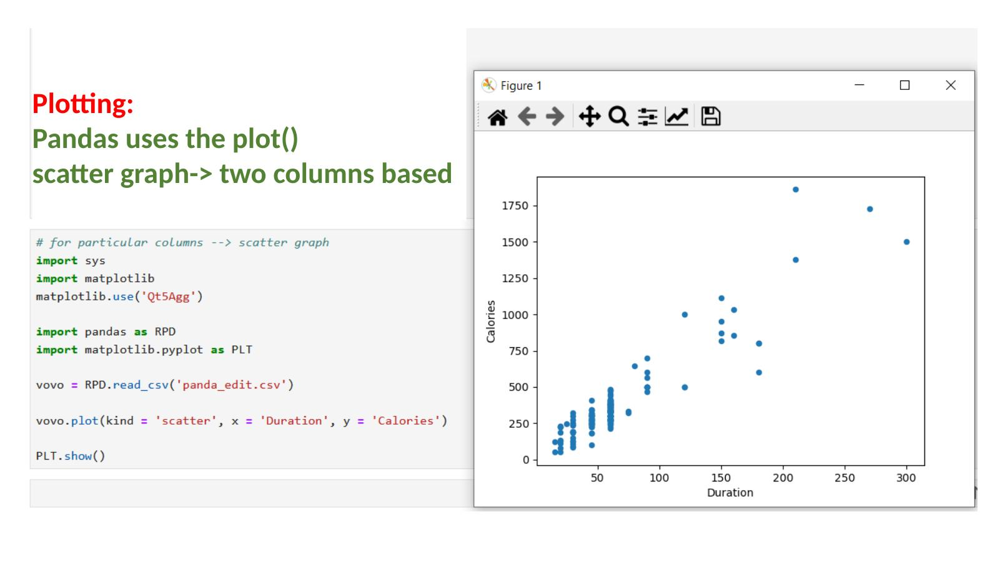 Plotting:
Pandas uses the plot()
scatter graph-> two columns based
# for particular columns --> scatter graph
import sys
import matplotlib
matplotlib.use('Qt5Agg')
import pandas as RPD
import matplotlib.pyplot as PLT
vovo = RPD.read_csv('panda_edit.csv')
vovo.plot(kind = 'scatter', x = 'Duration', y = 'Calories')
PLT.show()
Figure 1
Calories
1750
1500
1250
1000
750
500
250
0
50 100 150 200 250 300
Duration